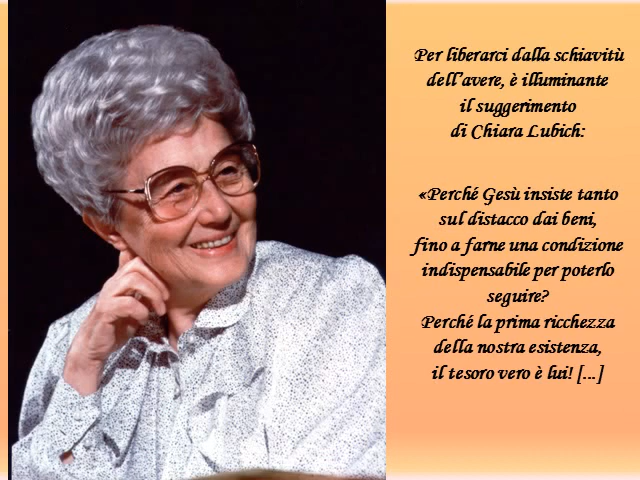 Per liberarci dalla schiavitù
dell'avere, è illuminante
il suggerimento
di Chiara Lubich:
«Perché Gesù insiste tanto
sul distacco dai beni,
fino a farne una condizione
indispensabile per poterlo
seguire?
Perché la prima ricchezza
della nostra esistenza,
il tesoro vero è lui! [...]